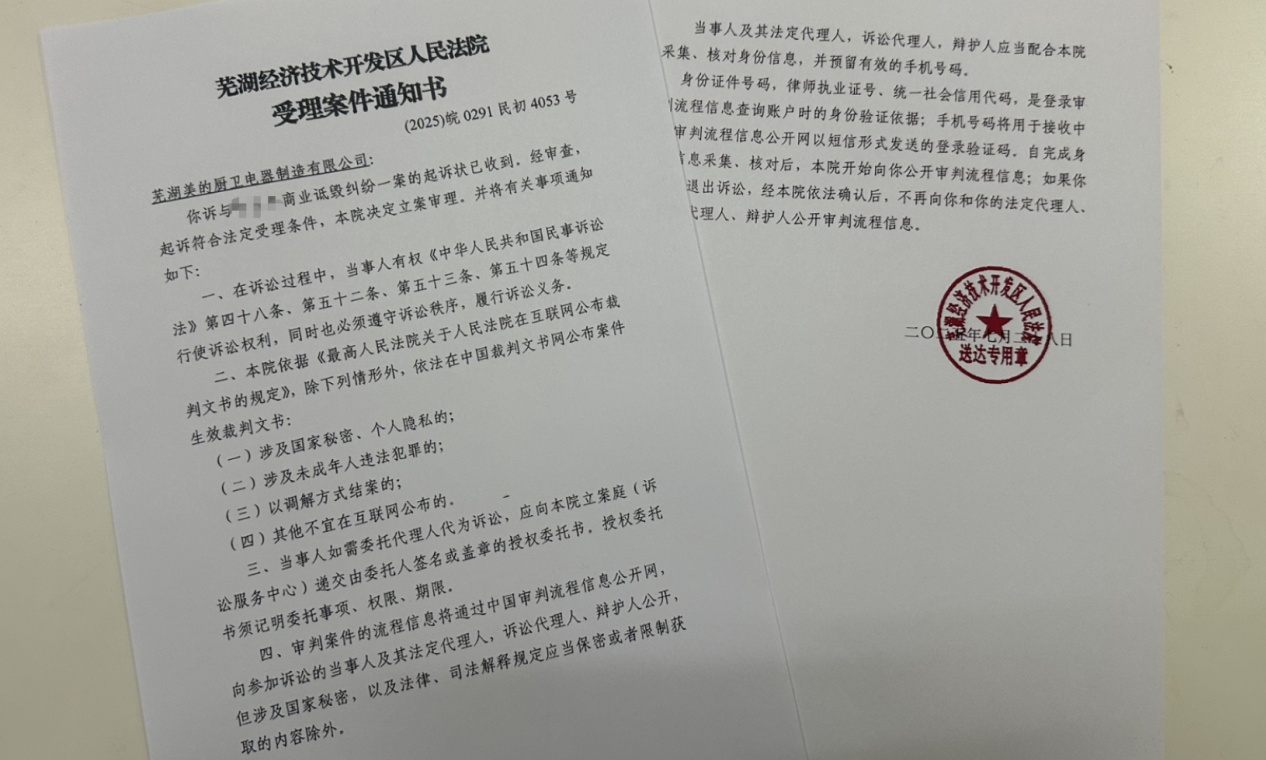 芜湖经济技术开发区人民法院
受理案件通知书
(2025)皖 0291 民初 4053 号
芜湖美的厨卫电器制造有限公司:
你诉与
商业诋毁纠纷一案的起诉状已收到。经审查,
起诉符合法定受理条件,本院决定立案审理。并将有关事项通知
如下:
一、在诉讼过程中,当事人有权《中华人民共和国民事诉讼
法》第四十八条、第五十二条、第五十三条、第五十四条等规定
行使诉讼权利,同时也必须遵守诉讼秩序,履行诉讼义务。
二、本院依据《最高人民法院关于人民法院在互联网公布裁
判文书的规定》,除下列情形外,依法在中国裁判文书网公布案件
生效裁判文书:
(一)涉及国家秘密、个人隐私的;
(二)涉及未成年人违法犯罪的;
(三)以调解方式结案的;
(四)其他不宜在互联网公布的。
三、当事人如需委托代理人代为诉讼,应向本院立案庭(诉
讼服务中心)递交由委托人签名或盖章的授权委托书。授权委托
书须记明委托事项、权限、期限。
四、审判案件的流程信息将通过中国审判流程信息公开网,
向参加诉讼的当事人及其法定代理人,诉讼代理人、辩护人公开,
但涉及国家秘密,以及法律、司法解释规定应当保密或者限制获
取的内容除外。
当事人及其法定代理人,诉讼代理人,辩护人应当配合本院
采集、核对身份信息,并预留有效的手机号码。
身份证件号码,律师执业证号、统一社会信用代码,是登录审
流程信息查询账户时的身份验证依据;手机号码将用于接收中
审判流程信息公开网以短信形式发送的登录验证码。自完成身
信息采集、核对后,本院开始向你公开审判流程信息;如果你
退出诉讼,经本院依法确认后,不再向你和你的法定代理人、
代理人、辩护人公开审判流程信息。
芜湖经济技术开发区人民法院
二〇二五年七月二八日
送达专用章